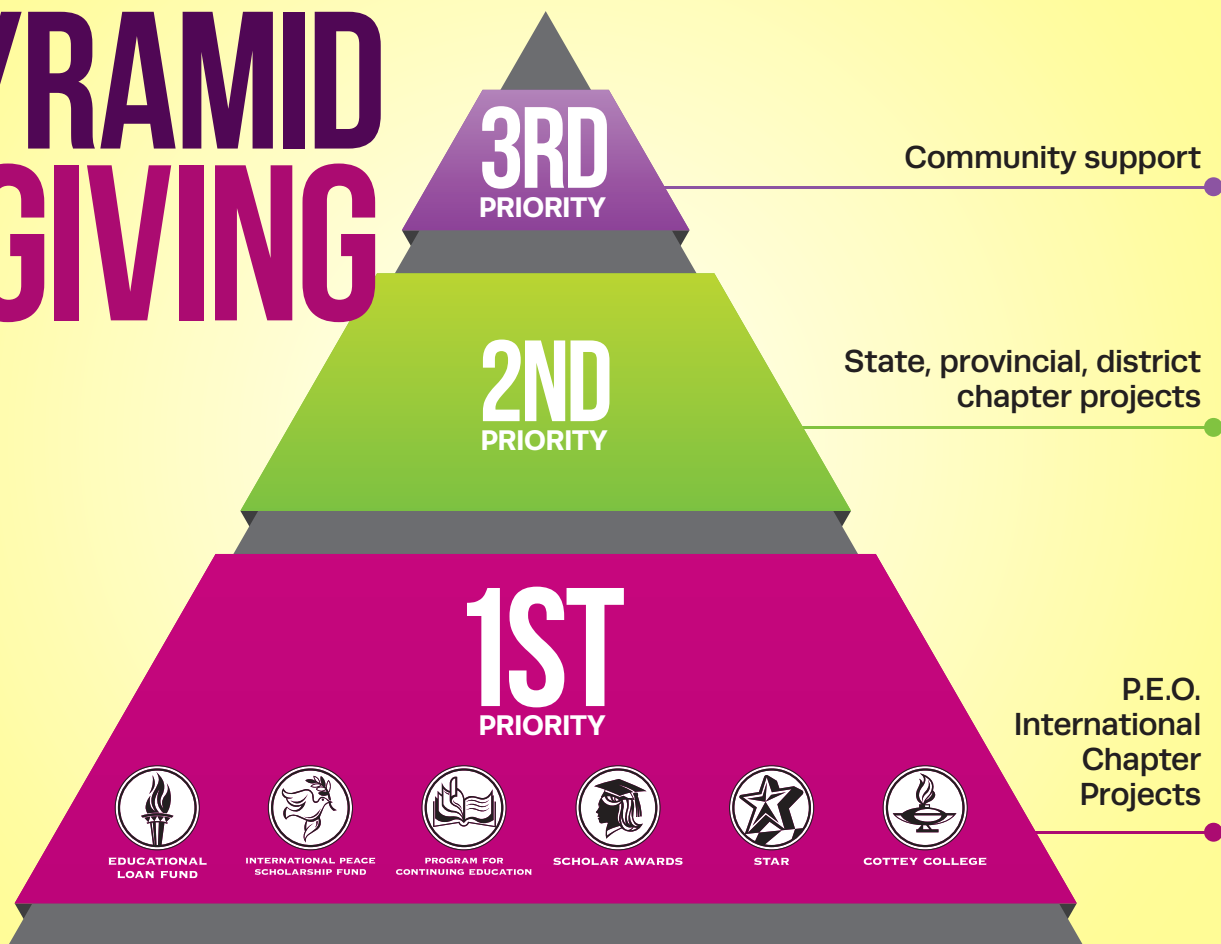 YRAMID
GIVING
3RD
PRIORITY
Community support
2ND
PRIORITY
State, provincial, district
chapter projects
1ST
PRIORITY
P.E.O.
International
Chapter
Projects
EDUCATIONAL
LOAN FUND
INTERNATIONAL PEACE
SCHOLARSHIP FUND
PROGRAM FOR
CONTINUING EDUCATION
SCHOLAR AWARDS
STAR
COTTEY COLLEGE